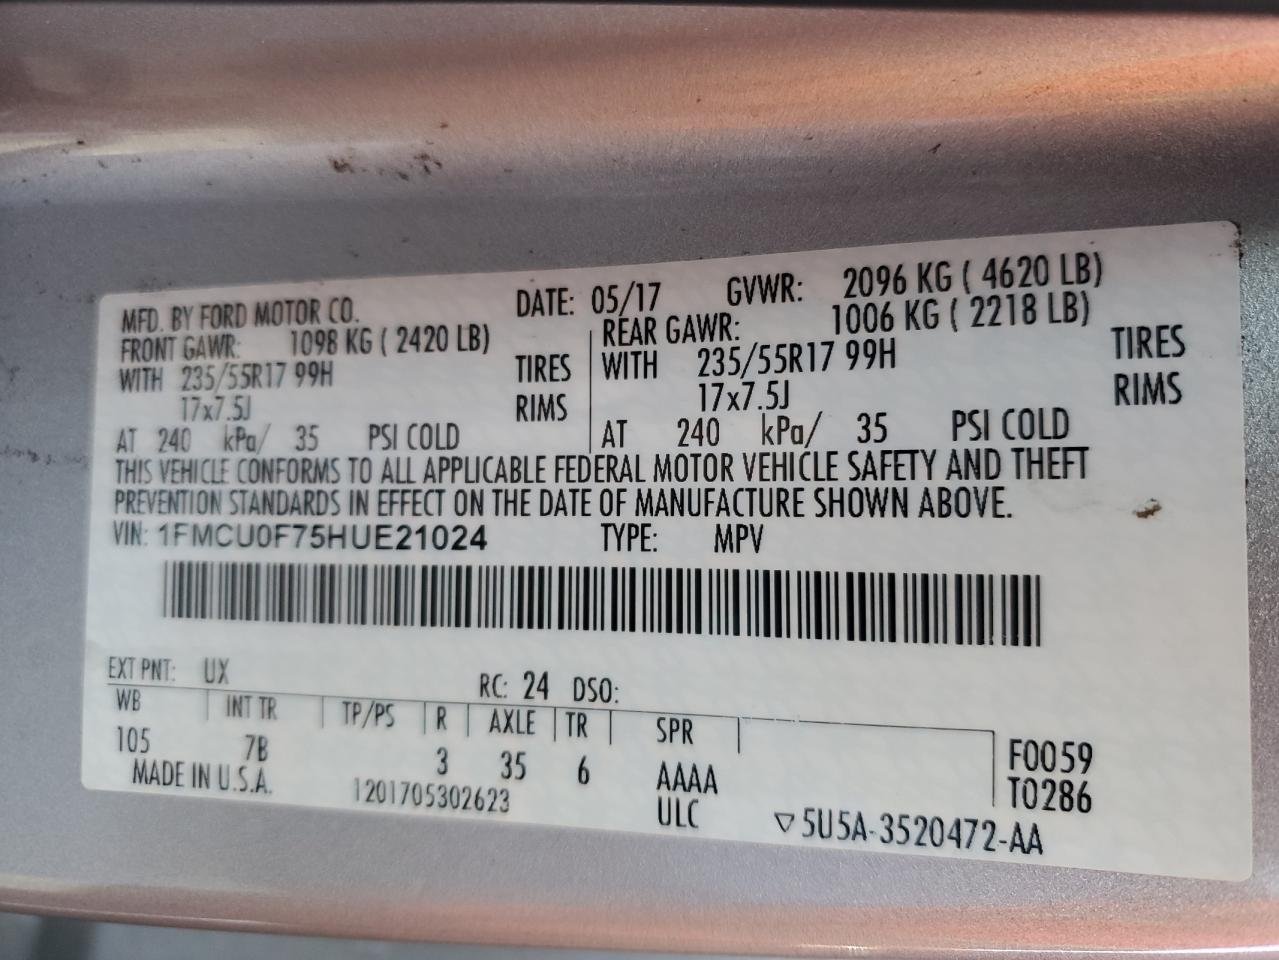 MFD. BY FORD MOTOR CO. DATE: 05/17 GVWR: 2096 KG ( 4620 LB)
FRONT GAWR: 1098 KG ( 2420 LB) REAR GAWR: 1006 KG ( 2218 LB)
WITH 235/55R17 99H TIRES WITH 235/55R17 99H TIRES
17x7.5J RIMS 17x7.5J RIMS
AT 240 kPa/ 35 PSI COLD AT 240 kPa/ 35 PSI COLD
THIS VEHICLE CONFORMS TO ALL APPLICABLE FEDERAL MOTOR VEHICLE SAFETY AND THEFT
PREVENTION STANDARDS IN EFFECT ON THE DATE OF MANUFACTURE SHOWN ABOVE.
VIN: 1FMCU0F75HUE21024 TYPE: MPV
EXT PNT: UX RC: 24 DSO:
WB INT TR TP/PS R AXLE TR SPR
105 7B 3 35 6 AAAA F0059
MADE IN U.S.A. 1201705302623 ULC T0286
▽5U5A-3520472-AA